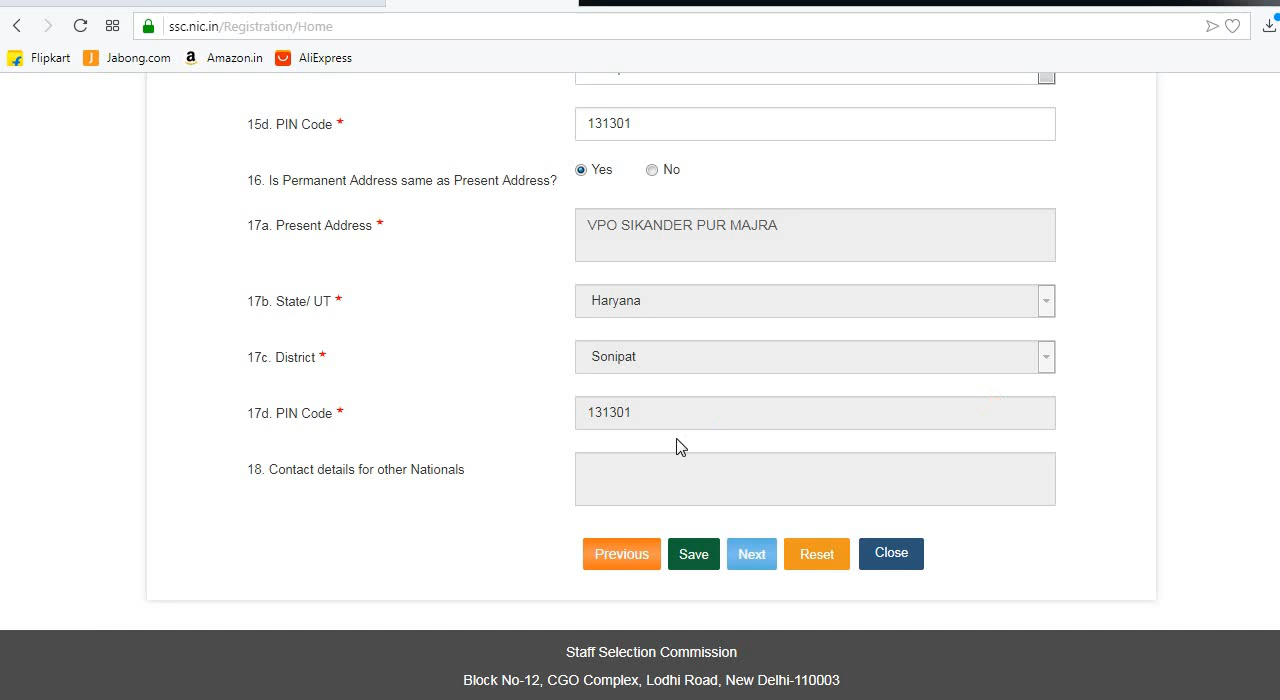 ssc.nic.in/Registration/Home
Flipkart J Jabong.com a Amazon.in AliExpress
15d. PIN Code * 131301
16. Is Permanent Address same as Present Address? Yes No
17a. Present Address * VPO SIKANDER PUR MAJRA
17b. State/ UT * Haryana
17c. District * Sonipat
17d. PIN Code * 131301
18. Contact details for other Nationals
Previous Save Next Reset Close
Staff Selection Commission
Block No-12, CGO Complex, Lodhi Road, New Delhi-110003